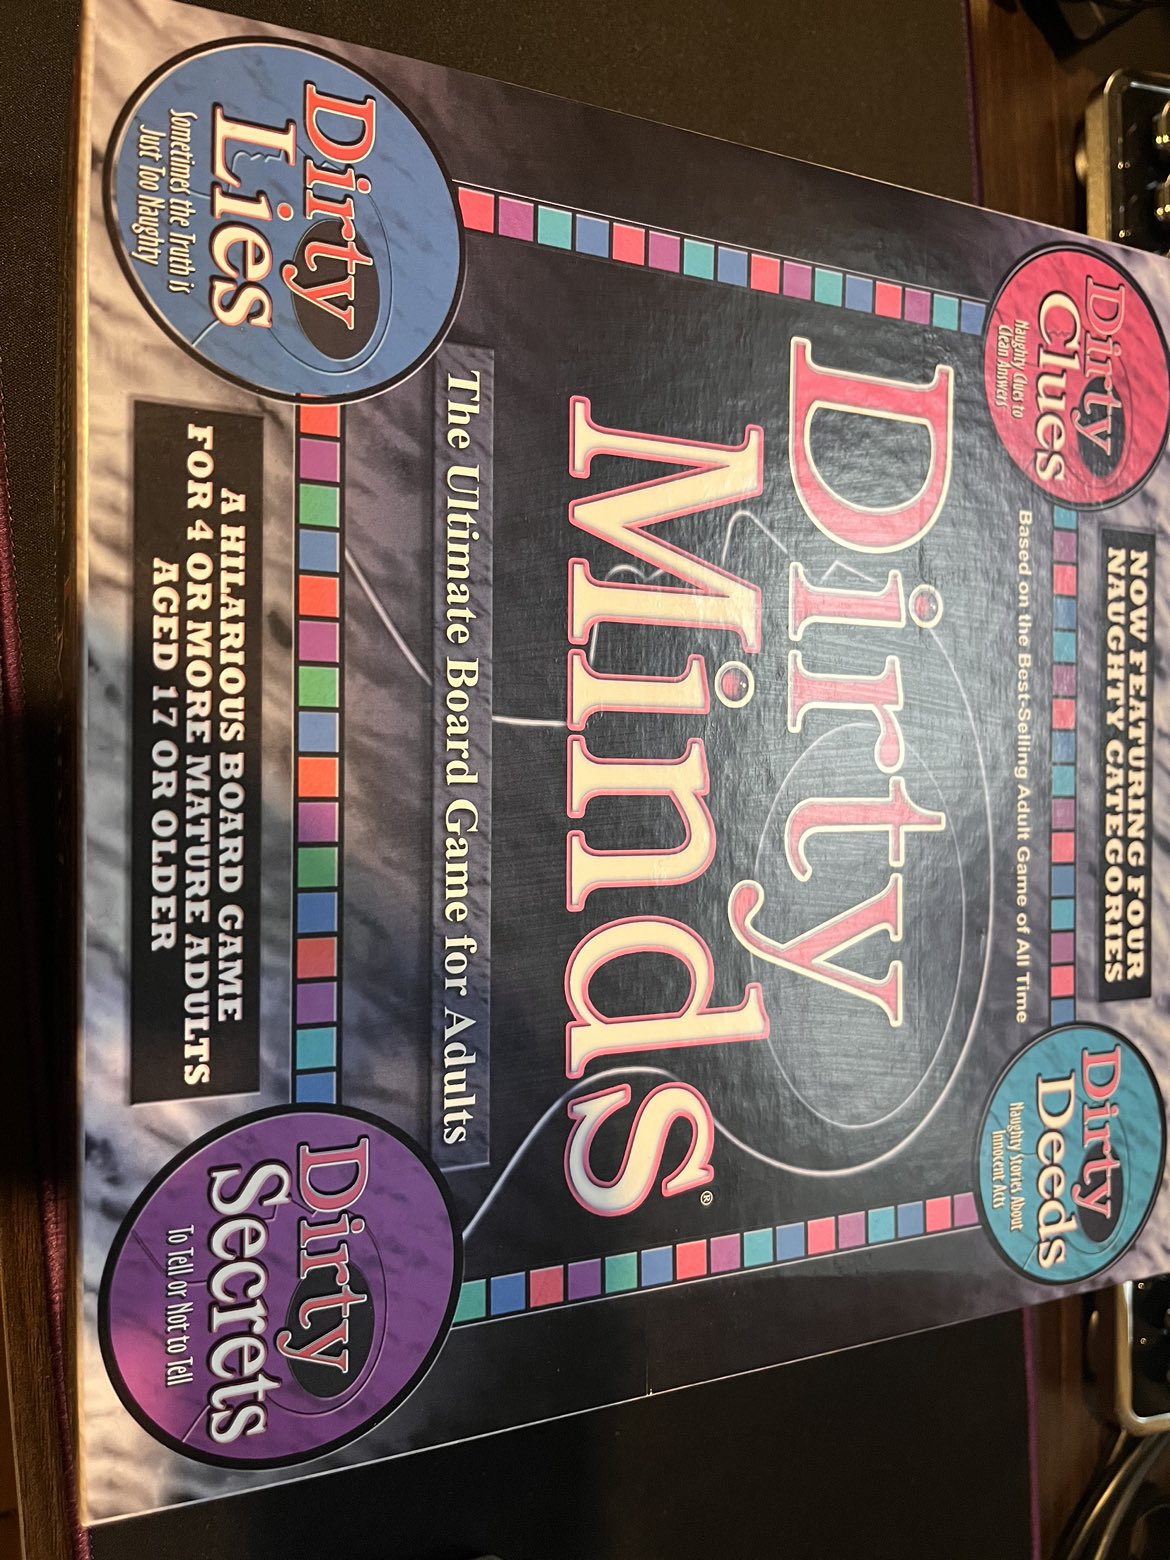 Dirty
Clues
Naughty Clues to
Clean Answers
NOW FEATURING FOUR
NAUGHTY CATEGORIES
Dirty
Deeds
Naughty Stories About
Innocent Acts
Based on the Best-Selling Adult Game of All Time
Dirty
Minds®
The Ultimate Board Game for Adults
Dirty
Lies
Sometimes the Truth is
Just Too Naughty
A HILARIOUS BOARD GAME
FOR 4 OR MORE MATURE ADULTS
AGED 17 OR OLDER
Dirty
Secrets
To Tell or Not to Tell